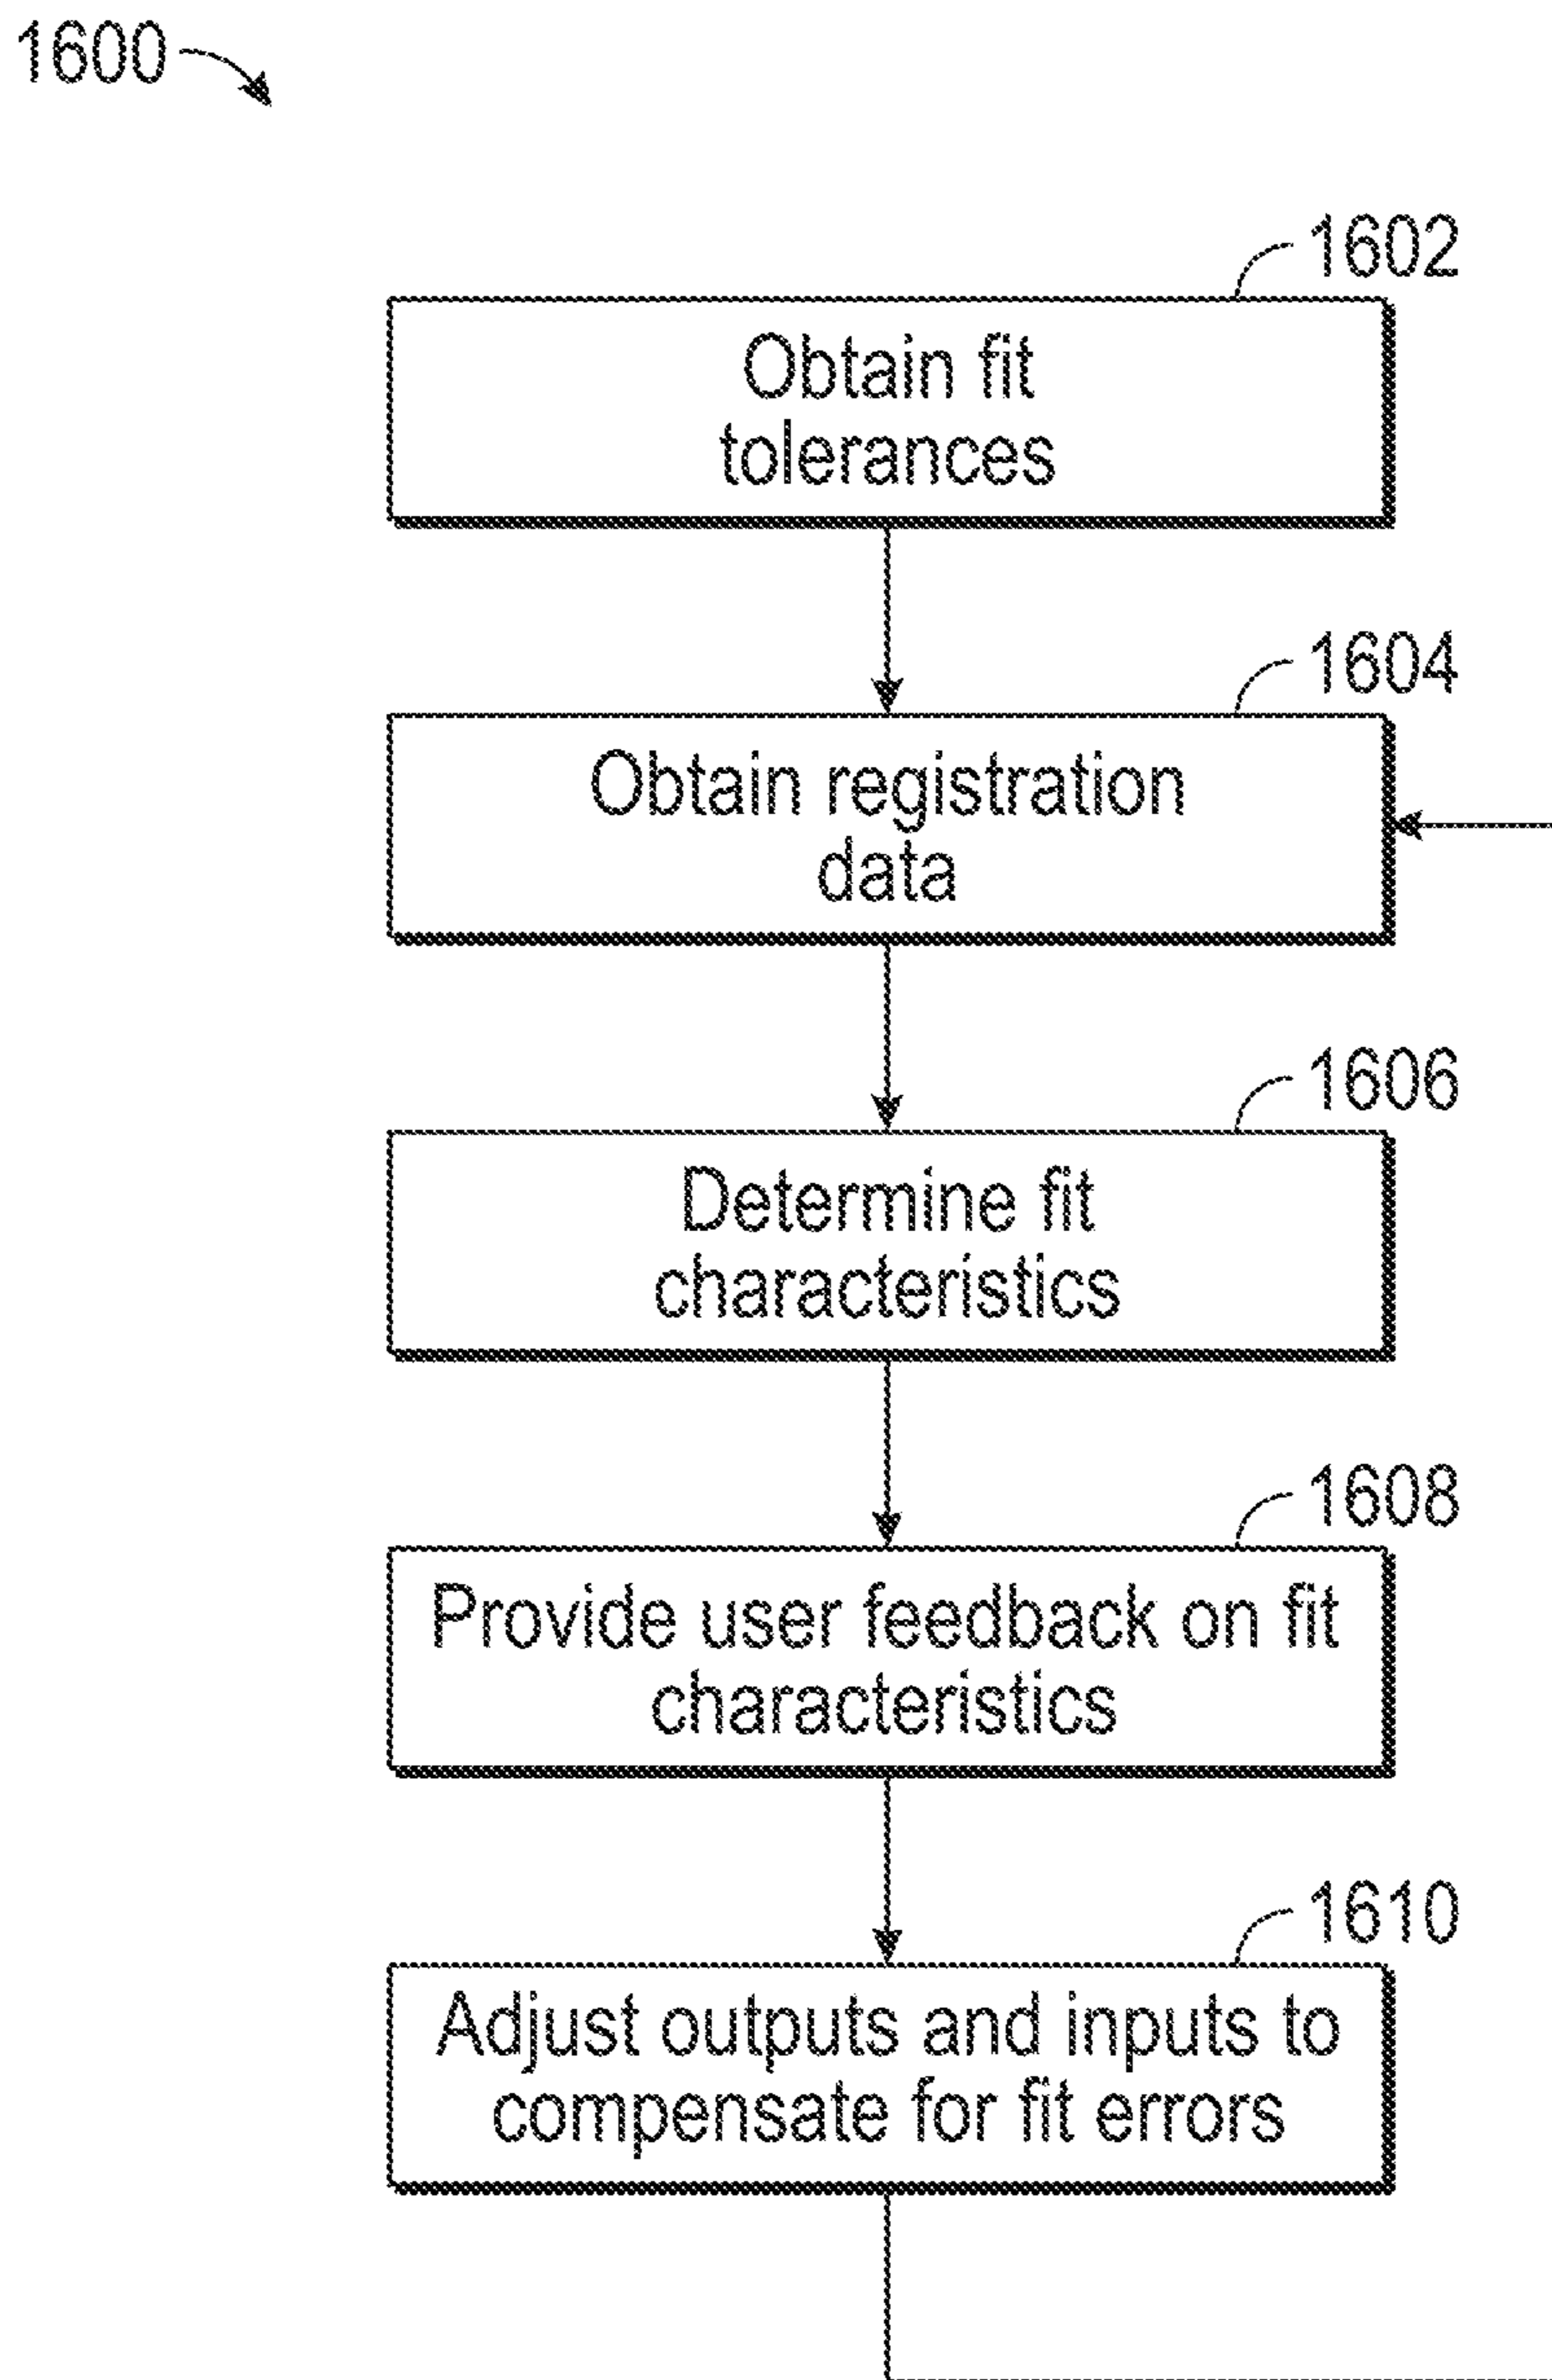 1600
1602
Obtain fit
tolerances
1604
Obtain registration
data
1606
Determine fit
characteristics
1608
Provide user feedback on fit
characteristics
1610
Adjust outputs and inputs to
compensate for fit errors